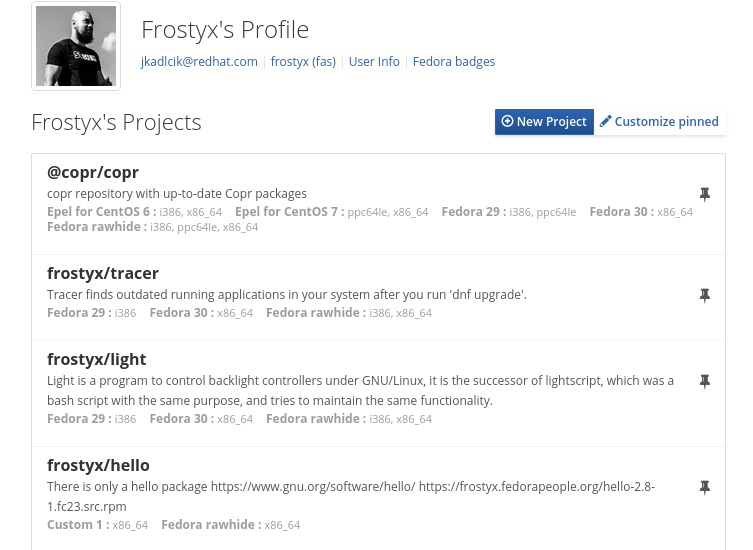 Frostyx's Profile
jkadlcik@redhat.com | frostyx (fas) | User Info | Fedora badges
Frostyx's Projects
New Project
Customize pinned
@copr/copr
copr repository with up-to-date Copr packages
Epel for CentOS 6 : i386, x86_64 Epel for CentOS 7 : ppc64le, x86_64 Fedora 29 : i386, ppc64le Fedora 30 : x86_64
Fedora rawhide : i386, ppc64le, x86_64
frostyx/tracer
Tracer finds outdated running applications in your system after you run 'dnf upgrade'.
Fedora 29 : i386 Fedora 30 : x86_64 Fedora rawhide : i386, x86_64
frostyx/light
Light is a program to control backlight controllers under GNU/Linux, it is the successor of lightscript, which was a
bash script with the same purpose, and tries to maintain the same functionality.
Fedora 29 : i386 Fedora 30 : x86_64 Fedora rawhide : i386, x86_64
frostyx/hello
There is only a hello package https://www.gnu.org/software/hello/ https://frostyx.fedorapeople.org/hello-2.8-
1.fc23.src.rpm
Custom 1 : x86_64 Fedora rawhide : x86_64